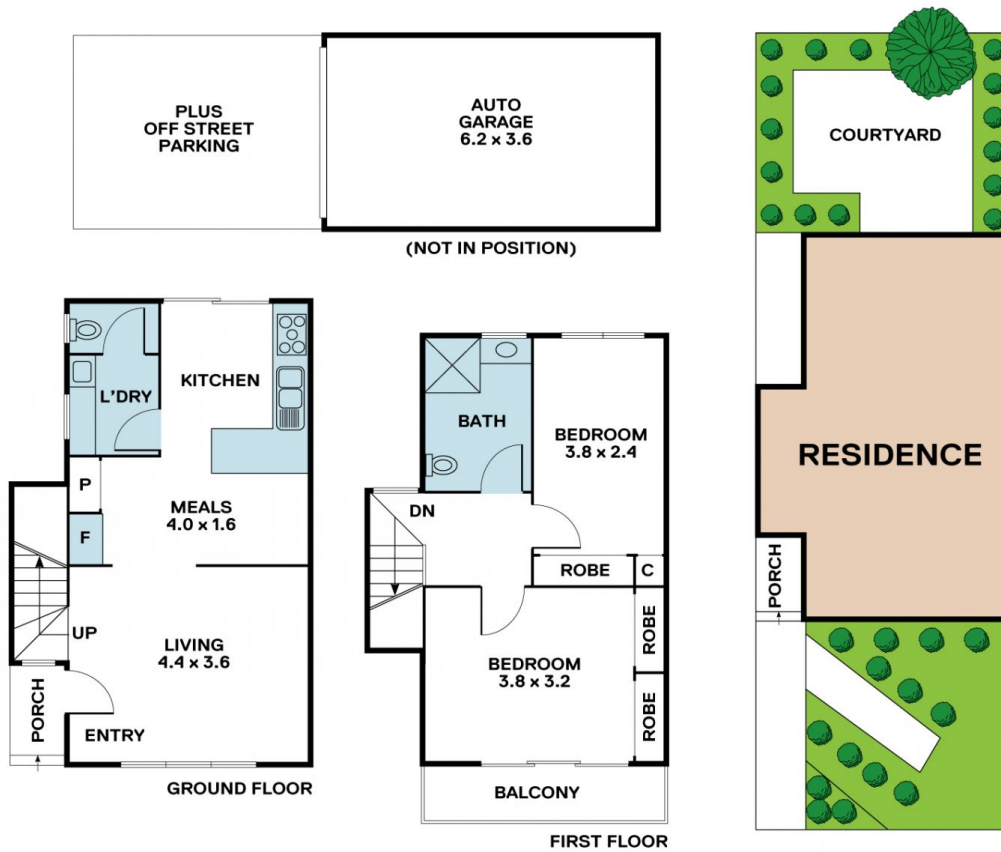 PLUS
OFF STREET
PARKING
AUTO
GARAGE
6.2 x 3.6
(NOT IN POSITION)
COURTYARD
RESIDENCE
PORCH
KITCHEN
L'DRY
P
F
MEALS
4.0 x 1.6
UP
LIVING
4.4 x 3.6
PORCH
ENTRY
GROUND FLOOR
BATH
BEDROOM
3.8 x 2.4
DN
ROBE
C
ROBE
BEDROOM
3.8 x 3.2
ROBE
BALCONY
FIRST FLOOR